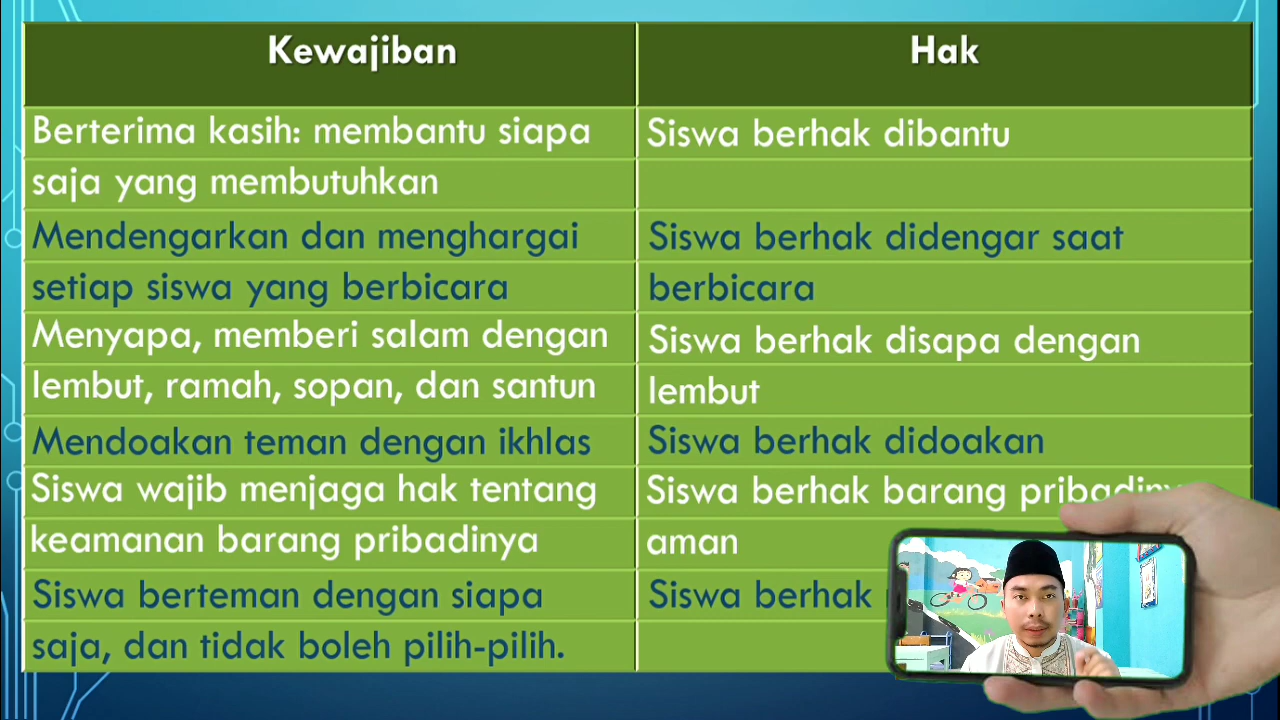 Kewajiban
Hak
Berterima kasih: membantu siapa
saja yang membutuhkan
Siswa berhak dibantu
Mendengarkan dan menghargai
setiap siswa yang berbicara
Siswa berhak didengar saat
berbicara
Menyapa, memberi salam dengan
lembut, ramah, sopan, dan santun
Siswa berhak disapa dengan
lembut
Mendoakan teman dengan ikhlas
Siswa berhak didoakan
Siswa wajib menjaga hak tentang
keamanan barang pribadinya
Siswa berhak barang
aman
Siswa berteman dengan siapa
saja, dan tidak boleh pilih-pilih.
Siswa berhak